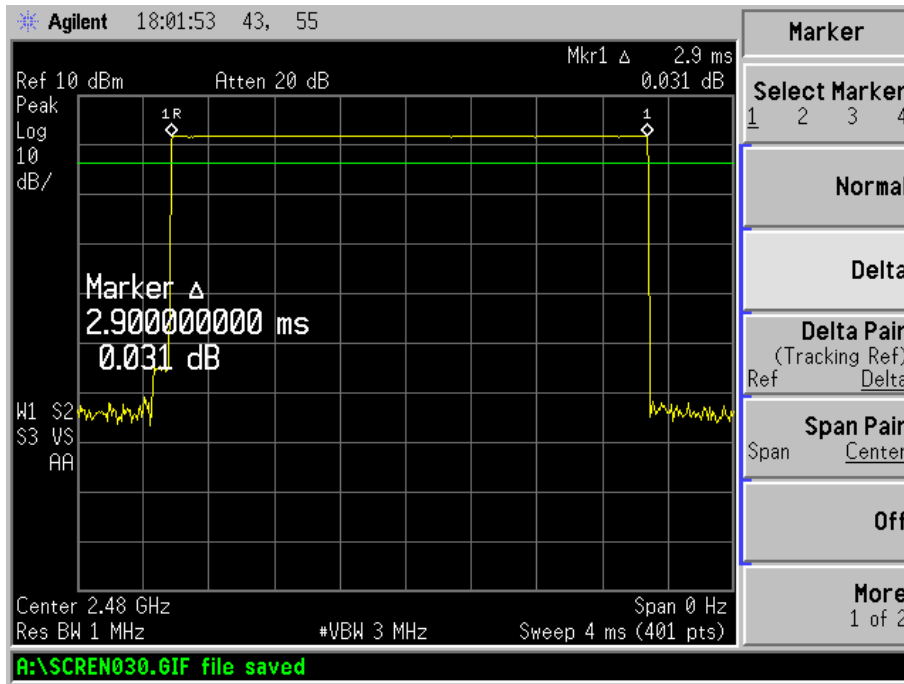 Agilent 18:01:53 43, 55
Mkr1 Δ 2.9 ms
Ref 10 dBm Atten 20 dB 0.031 dB
Peak
Log
10
dB/
1R 1
Marker Δ
2.900000000 ms
0.031 dB
W1 S2
S3 VS
AA
Center 2.48 GHz Span 0 Hz
Res BW 1 MHz #VBW 3 MHz Sweep 4 ms (401 pts)
A:\SCREN030.GIF file saved
Marker
Select Marker
1 2 3 4
Normal
Delta
Delta Pair
(Tracking Ref)
Ref Delta
Span Pair
Span Center
Off
More
1 of 2